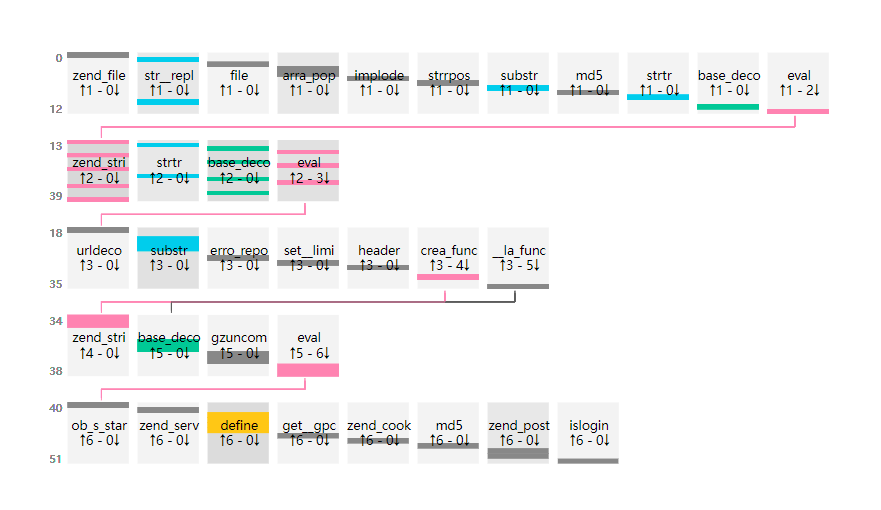 0
zend_file str__repl file arra_pop implode strrpos substr md5 strtr base_deco eval
↑1 - 0↓ ↑1 - 0↓ ↑1 - 0↓ ↑1 - 0↓ ↑1 - 0↓ ↑1 - 0↓ ↑1 - 0↓ ↑1 - 0↓ ↑1 - 0↓ ↑1 - 0↓ ↑1 - 2↓
12
13
zend_stri strtr base_deco eval
↑2 - 0↓ ↑2 - 0↓ ↑2 - 0↓ ↑2 - 3↓
39
18
urldeco substr erro_repo set__limi header crea_func __la_func
↑3 - 0↓ ↑3 - 0↓ ↑3 - 0↓ ↑3 - 0↓ ↑3 - 0↓ ↑3 - 4↓ ↑3 - 5↓
35
34
zend_stri base_deco gzuncom eval
↑4 - 0↓ ↑5 - 0↓ ↑5 - 0↓ ↑5 - 6↓
38
40
ob_s_star zend_serv define get__gpc zend_cook md5 zend_post islogin
↑6 - 0↓ ↑6 - 0↓ ↑6 - 0↓ ↑6 - 0↓ ↑6 - 0↓ ↑6 - 0↓ ↑6 - 0↓ ↑6 - 0↓
51